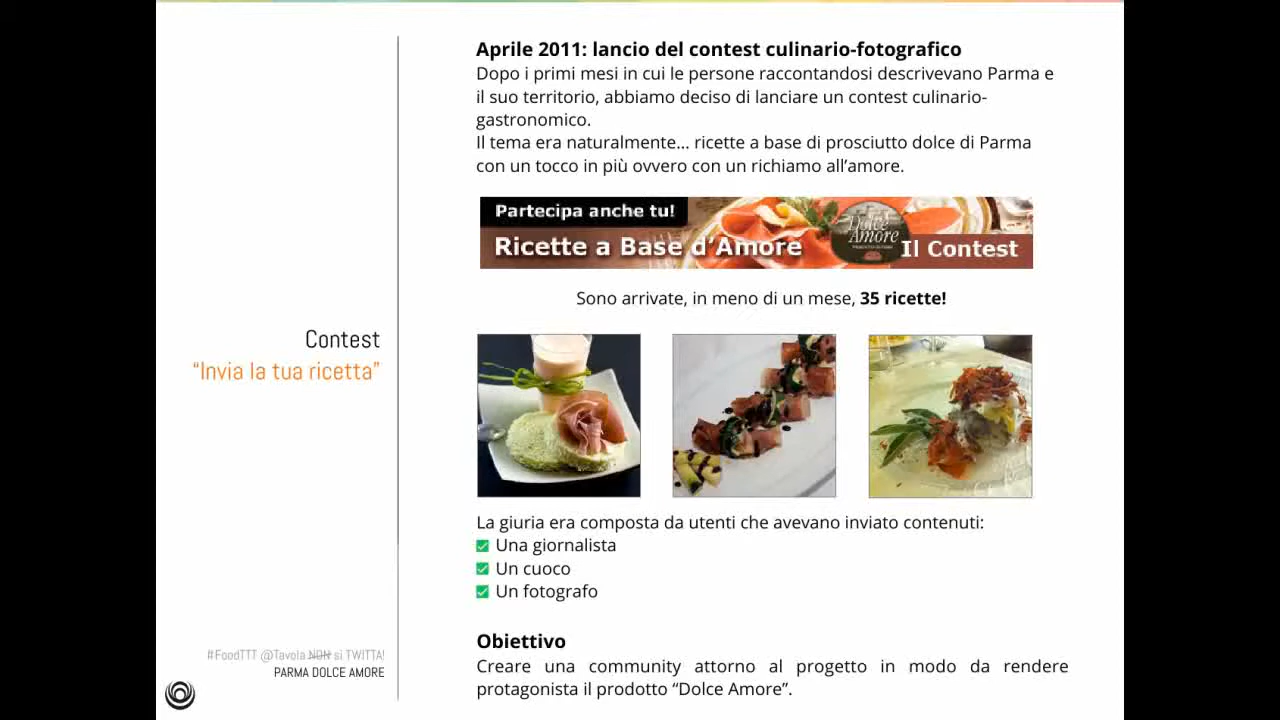 Aprile 2011: lancio del contest culinario-fotografico
Dopo i primi mesi in cui le persone raccontandosi descrivevano Parma e
il suo territorio, abbiamo deciso di lanciare un contest culinario-
gastronomico.
Il tema era naturalmente... ricette a base di prosciutto dolce di Parma
con un tocco in più ovvero con un richiamo all’amore.
Partecipa anche tu!
Ricette a Base d’Amore
Dolce
Amore
Il Contest
Sono arrivate, in meno di un mese, 35 ricette!
Contest
“Invia la tua ricetta”
La giuria era composta da utenti che avevano inviato contenuti:
Una giornalista
Un cuoco
Un fotografo
Obiettivo
Creare una community attorno al progetto in modo da rendere
protagonista il prodotto “Dolce Amore”.
#FoodTTT @Tavola NON si TWITTA!
PARMA DOLCE AMORE